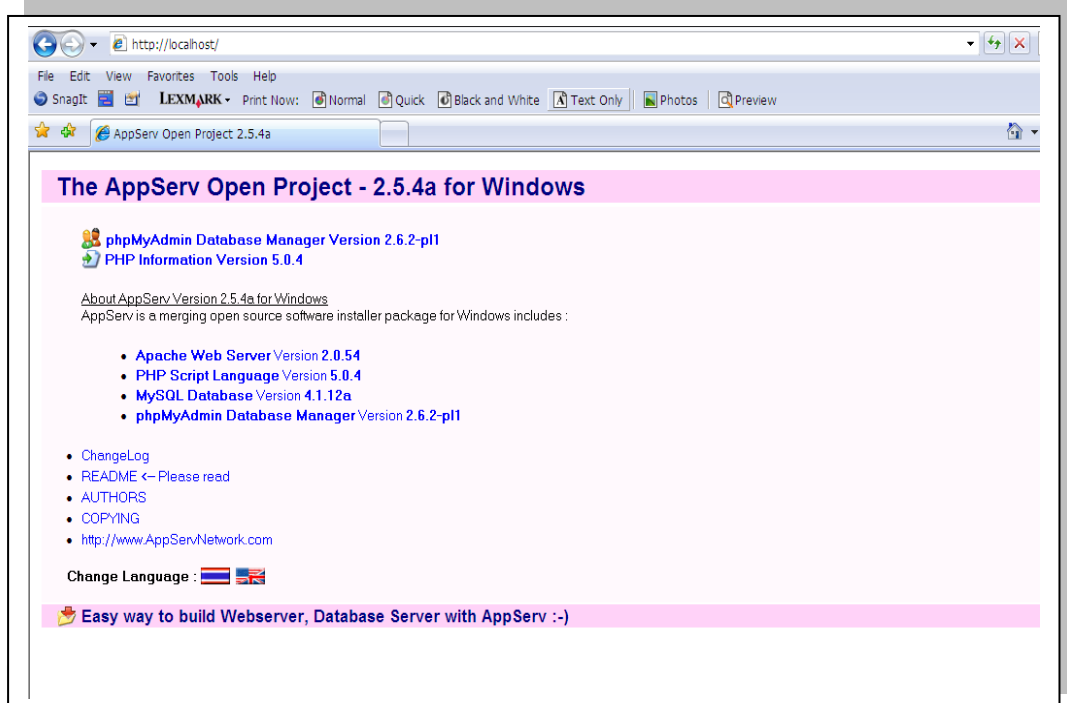 http://localhost/
File Edit View Favorites Tools Help
SnagIt LEXMARK Print Now: Normal Quick Black and White Text Only Photos Preview
AppServ Open Project 2.5.4a
The AppServ Open Project - 2.5.4a for Windows
phpMyAdmin Database Manager Version 2.6.2-pl1
PHP Information Version 5.0.4
About AppServ Version 2.5.4a for Windows
AppServ is a merging open source software installer package for Windows includes :
• Apache Web Server Version 2.0.54
• PHP Script Language Version 5.0.4
• MySQL Database Version 4.1.12a
• phpMyAdmin Database Manager Version 2.6.2-pl1
• ChangeLog
• README <-- Please read
• AUTHORS
• COPYING
• http://www.AppServNetwork.com
Change Language :
Easy way to build Webserver, Database Server with AppServ :-)